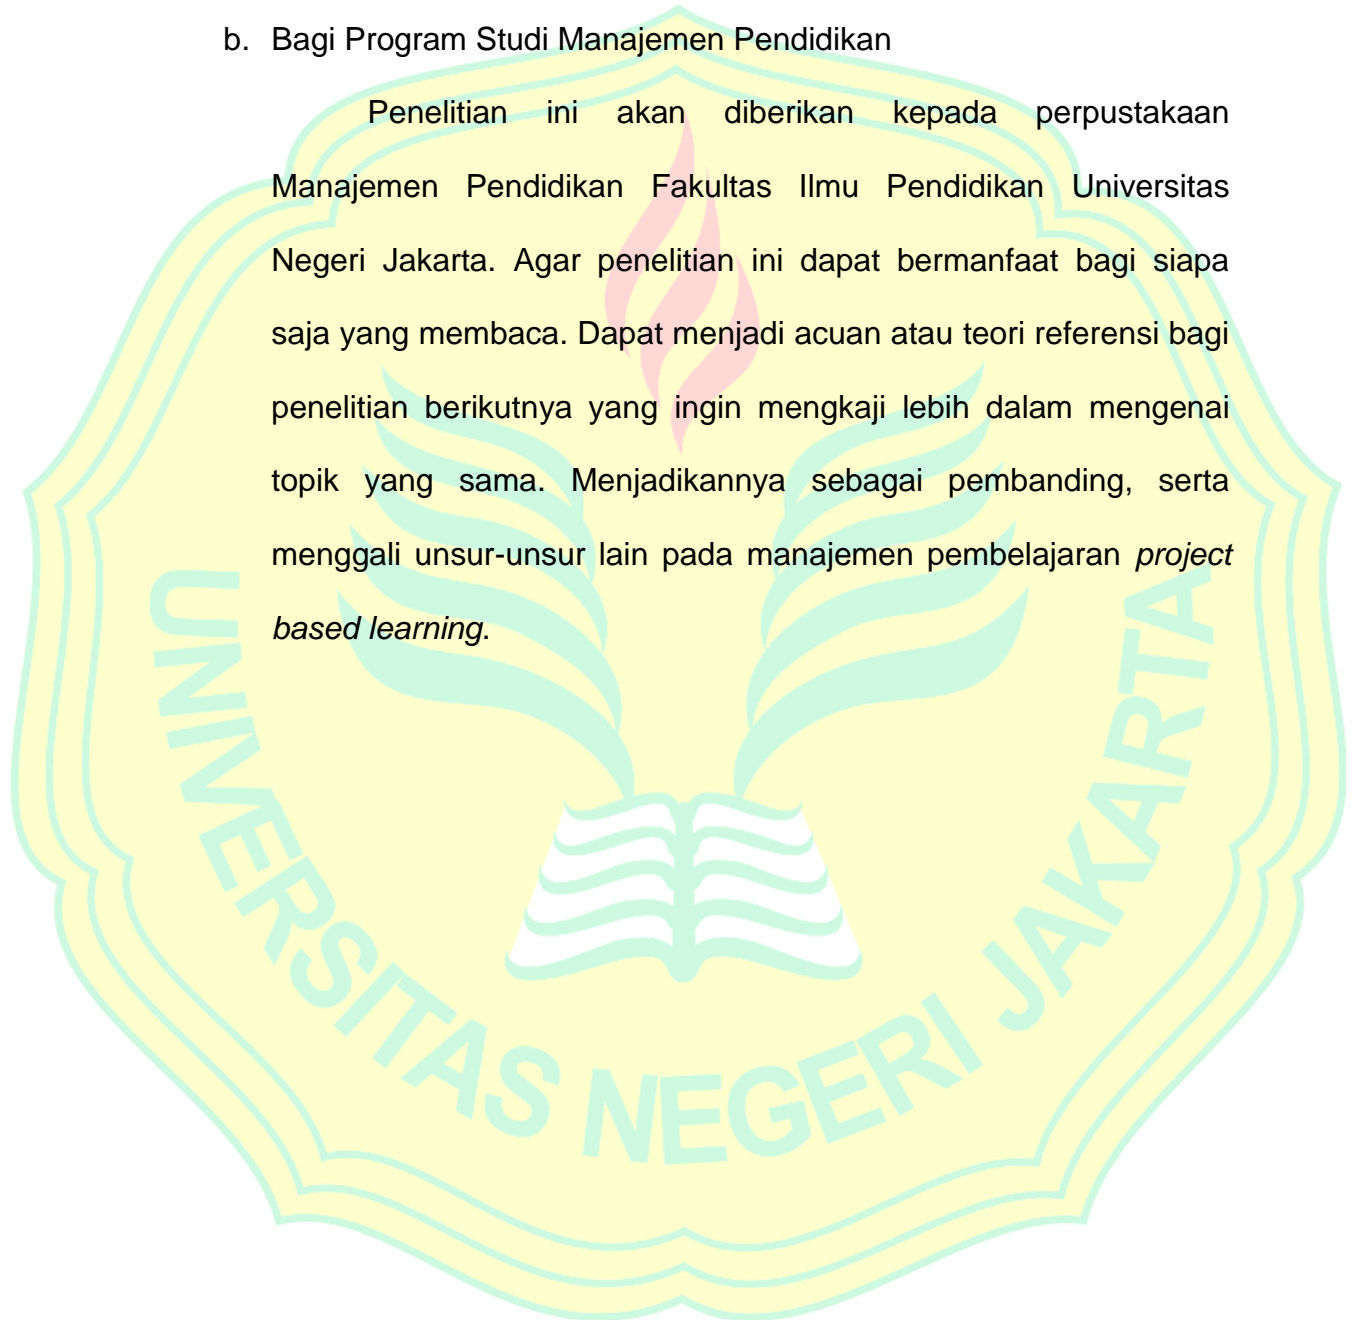 b. Bagi Program Studi Manajemen Pendidikan
Penelitian ini akan diberikan kepada perpustakaan
Manajemen Pendidikan Fakultas Ilmu Pendidikan Universitas
Negeri Jakarta. Agar penelitian ini dapat bermanfaat bagi siapa
saja yang membaca. Dapat menjadi acuan atau teori referensi bagi
penelitian berikutnya yang ingin mengkaji lebih dalam mengenai
topik yang sama. Menjadikannya sebagai pembanding, serta
menggali unsur-unsur lain pada manajemen pembelajaran project
based learning.
UNIVERSITAS NEGERI JAKARTA